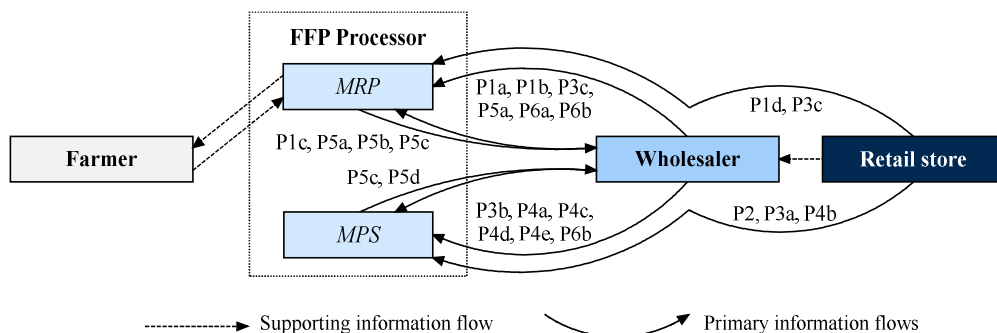 FFP Processor
MRP
P1a, P1b, P3c,
P5a, P6a, P6b
P1d, P3c
P1c, P5a, P5b, P5c
Farmer
Wholesaler
Retail store
P5c, P5d
MPS
P3b, P4a, P4c,
P4d, P4e, P6b
P2, P3a, P4b
Supporting information flow
Primary information flows